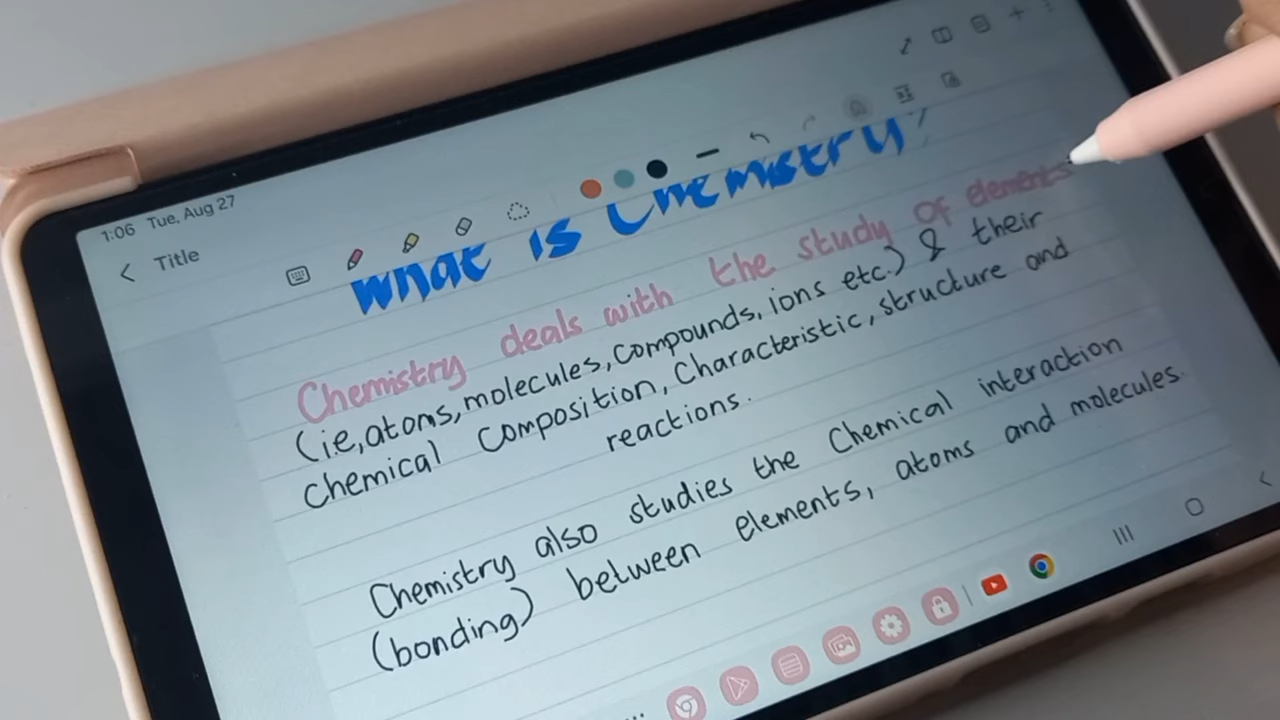 1:06 Tue, Aug 27
Title
What is Chemistry?
Chemistry deals with the study of elements
(i.e, atoms, molecules, compounds, ions etc.) & their
chemical composition, characteristic, structure and
reactions.
Chemistry also studies the Chemical interaction
(bonding) between elements, atoms and molecules.